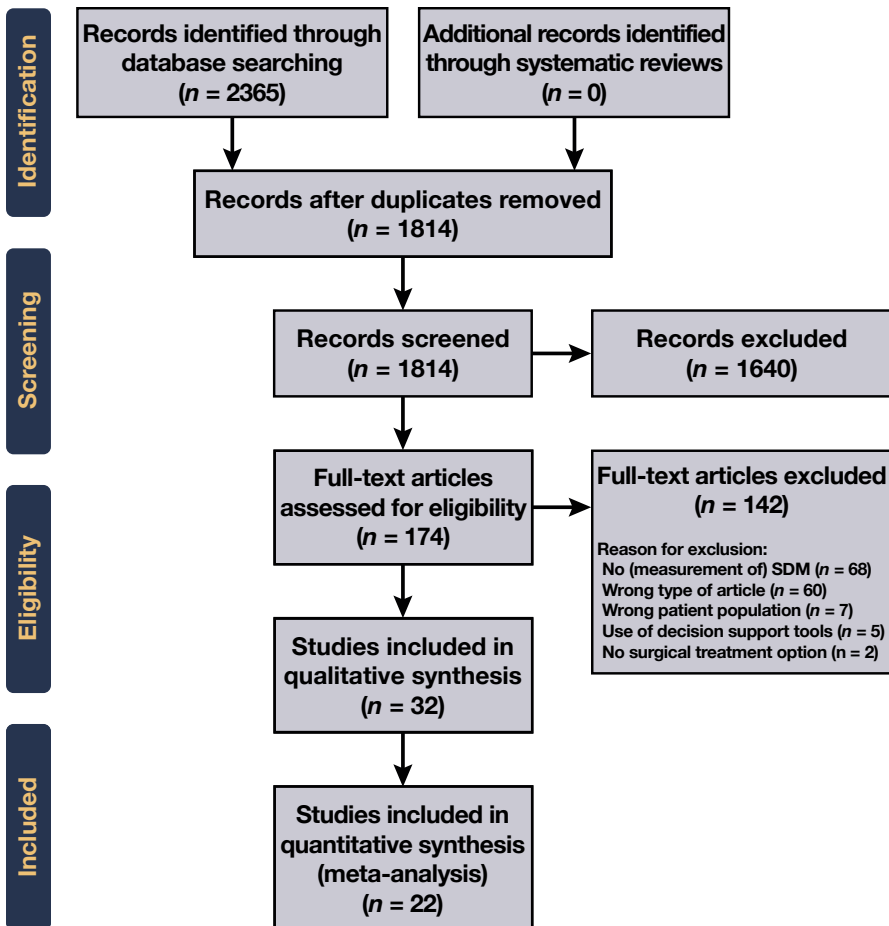 Identification
Records identified through
database searching
(n = 2365)
Additional records identified
through systematic reviews
(n = 0)
Records after duplicates removed
(n = 1814)
Screening
Records screened
(n = 1814)
Records excluded
(n = 1640)
Eligibility
Full-text articles
assessed for eligibility
(n = 174)
Full-text articles excluded
(n = 142)
Reason for exclusion:
No (measurement of) SDM (n = 68)
Wrong type of article (n = 60)
Wrong patient population (n = 7)
Use of decision support tools (n = 5)
No surgical treatment option (n = 2)
Studies included in
qualitative synthesis
(n = 32)
Included
Studies included in
quantitative synthesis
(meta-analysis)
(n = 22)